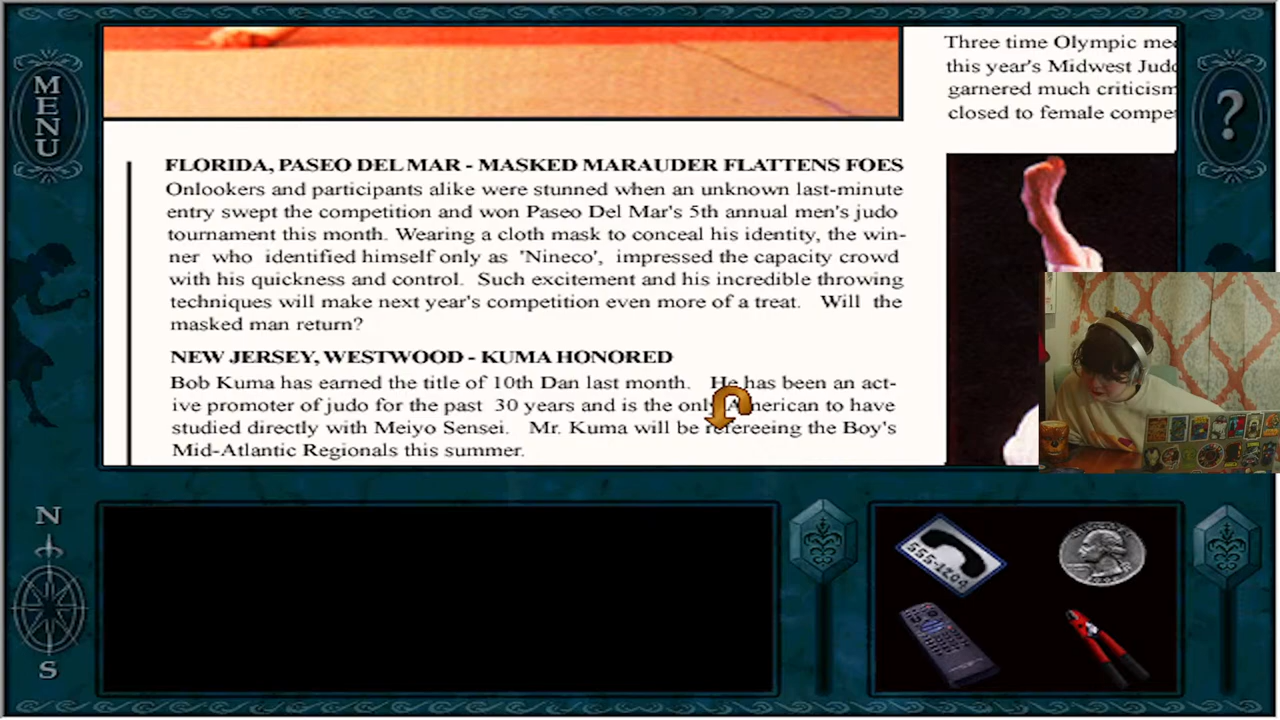 MENU
?
Three time Olympic
this year's Midwest
garnered much criticism
closed to female
FLORIDA, PASEO DEL MAR - MASKED MARAUDER FLATTENS FOES
Onlookers and participants alike were stunned when an unknown last-minute
entry swept the competition and won Paseo Del Mar's 5th annual men's judo
tournament this month. Wearing a cloth mask to conceal his identity, the win-
ner who identified himself only as 'Nineco', impressed the capacity crowd
with his quickness and control. Such excitement and his incredible throwing
techniques will make next year's competition even more of a treat. Will the
masked man return?
NEW JERSEY, WESTWOOD - KUMA HONORED
Bob Kuma has earned the title of 10th Dan last month. He has been an act-
ive promoter of judo for the past 30 years and is the only American to have
studied directly with Meiyo Sensei. Mr. Kuma will be refereeing the Boy's
Mid-Atlantic Regionals this summer.
N
S
555-1204